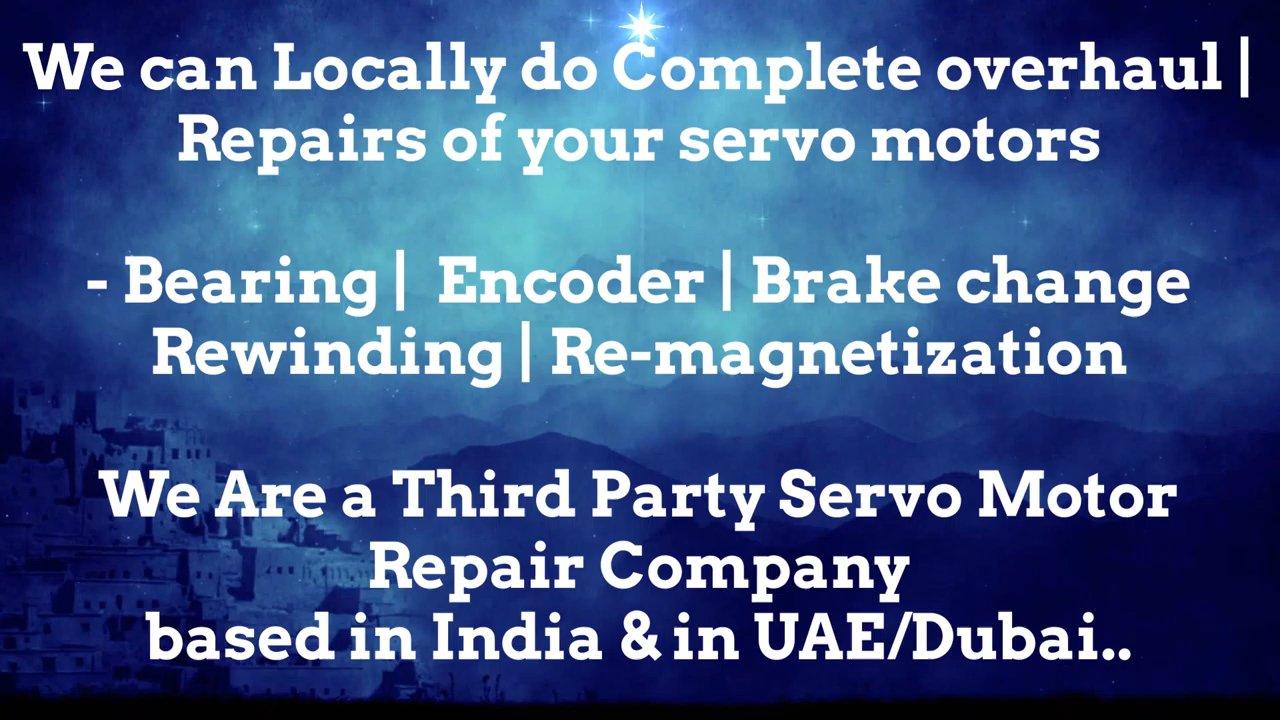 We can Locally do Complete overhaul |
Repairs of your servo motors
- Bearing |  Encoder | Brake change
Rewinding | Re-magnetization
We Are a Third Party Servo Motor
Repair Company
based in India & in UAE/Dubai..